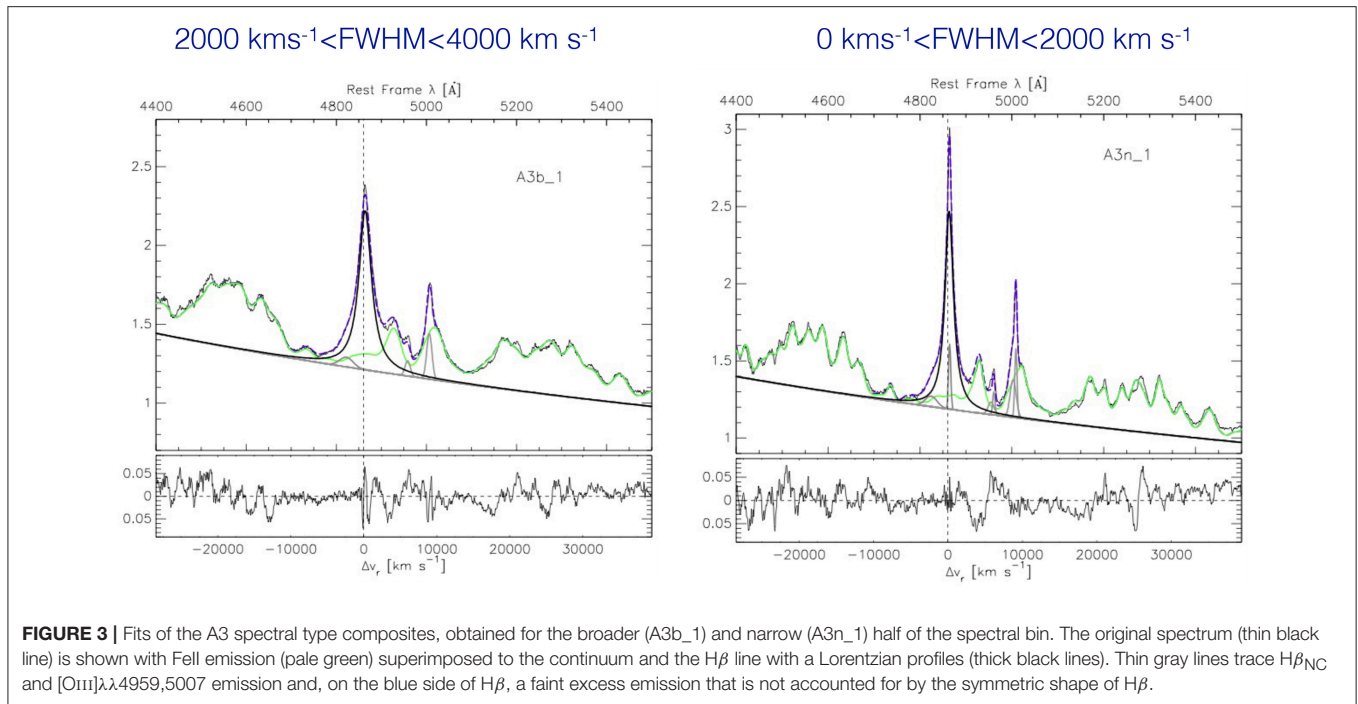 2000 kms-1<FWHM<4000 km s-1
0 kms-1<FWHM<2000 km s-1
Rest Frame λ [Å]
4400 4600 4800 5000 5200 5400
A3b_1
2.5
2
1.5
1
0.05
0
0.05
−20000 −10000 0 10000 20000 30000
Δvr [km s−1]
Rest Frame λ [Å]
4400 4600 4800 5000 5200 5400
A3n_1
3
2.5
2
1.5
1
0.05
0
0.05
−20000 −10000 0 10000 20000 30000
Δvr [km s−1]
FIGURE 3 | Fits of the A3 spectral type composites, obtained for the broader (A3b_1) and narrow (A3n_1) half of the spectral bin. The original spectrum (thin black
line) is shown with FeII emission (pale green) superimposed to the continuum and the Hβ line with a Lorentzian profiles (thick black lines). Thin gray lines trace HβNC
and [OIII]λλ4959,5007 emission and, on the blue side of Hβ, a faint excess emission that is not accounted for by the symmetric shape of Hβ.